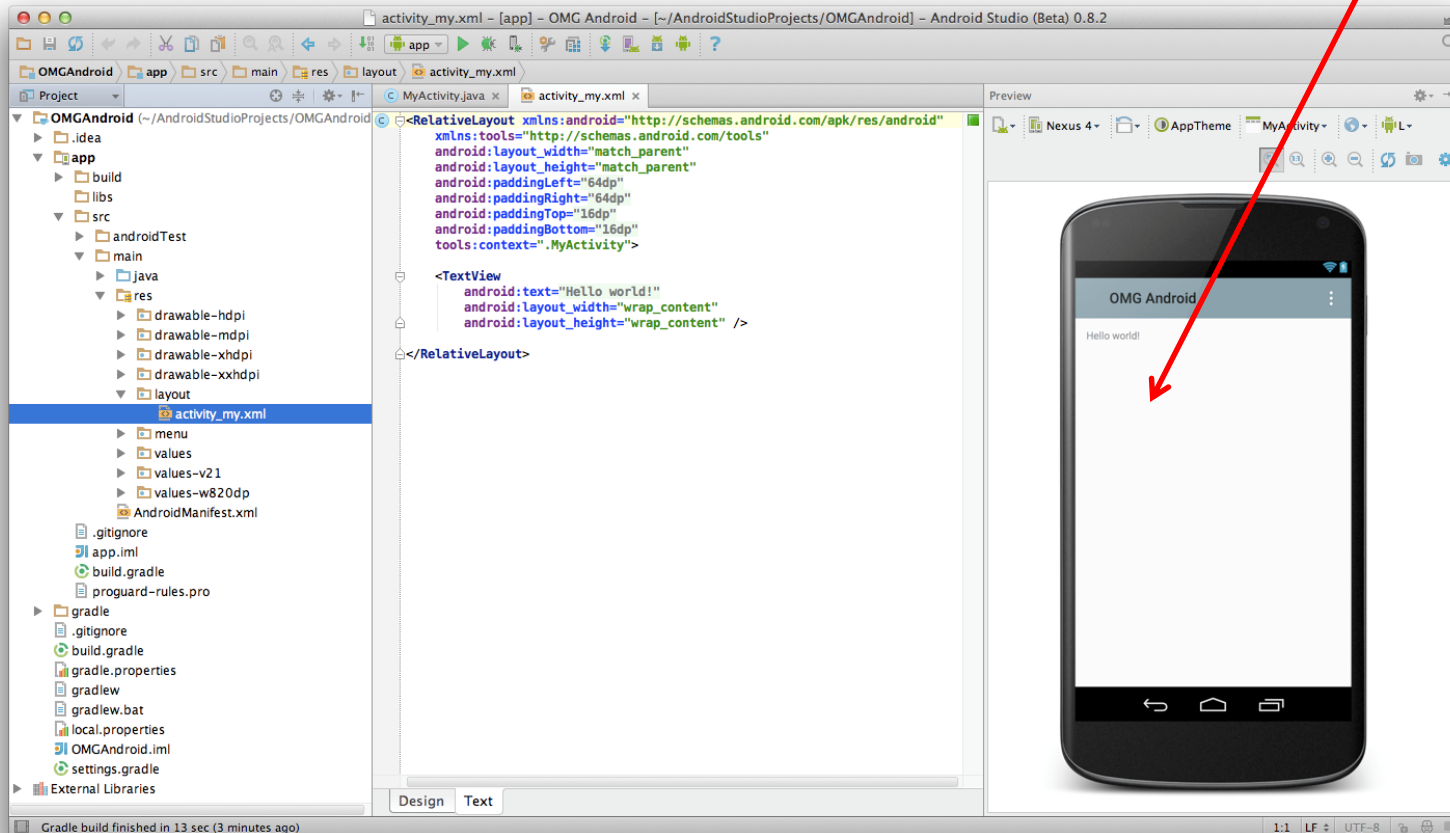 activity_my.xml – [app] – OMG Android – [~/AndroidStudioProjects/OMGAndroid] – Android Studio (Beta) 0.8.2
app
?
OMGAndroid app src main res layout activity_my.xml
Project
MyActivity.java × activity_my.xml ×
Preview
OMGAndroid (~/AndroidStudioProjects/OMGAndroid
.idea
app
build
libs
src
androidTest
main
java
res
drawable-hdpi
drawable-mdpi
drawable-xhdpi
drawable-xxhdpi
layout
activity_my.xml
menu
values
values-v21
values-w820dp
AndroidManifest.xml
.gitignore
app.iml
build.gradle
proguard-rules.pro
gradle
.gitignore
build.gradle
gradle.properties
gradlew
gradlew.bat
local.properties
OMGAndroid.iml
settings.gradle
External Libraries
<RelativeLayout xmlns:android="http://schemas.android.com/apk/res/android"
xmlns:tools="http://schemas.android.com/tools"
android:layout_width="match_parent"
android:layout_height="match_parent"
android:paddingLeft="64dp"
android:paddingRight="64dp"
android:paddingTop="16dp"
android:paddingBottom="16dp"
tools:context=".MyActivity">
<TextView
android:text="Hello world!"
android:layout_width="wrap_content"
android:layout_height="wrap_content" />
</RelativeLayout>
Design Text
Nexus 4 AppTheme MyActivity L
1:1
OMG Android
Hello world!
Gradle build finished in 13 sec (3 minutes ago)
1:1 LF UTF-8